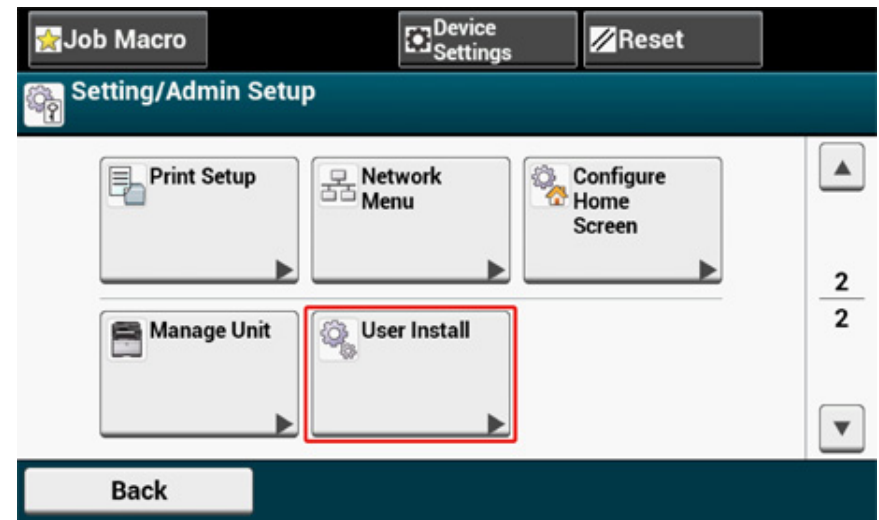 Job Macro
Device
Settings
Reset
Setting/Admin Setup
Print Setup
Network
Menu
Configure
Home
Screen
2
2
Manage Unit
User Install
Back